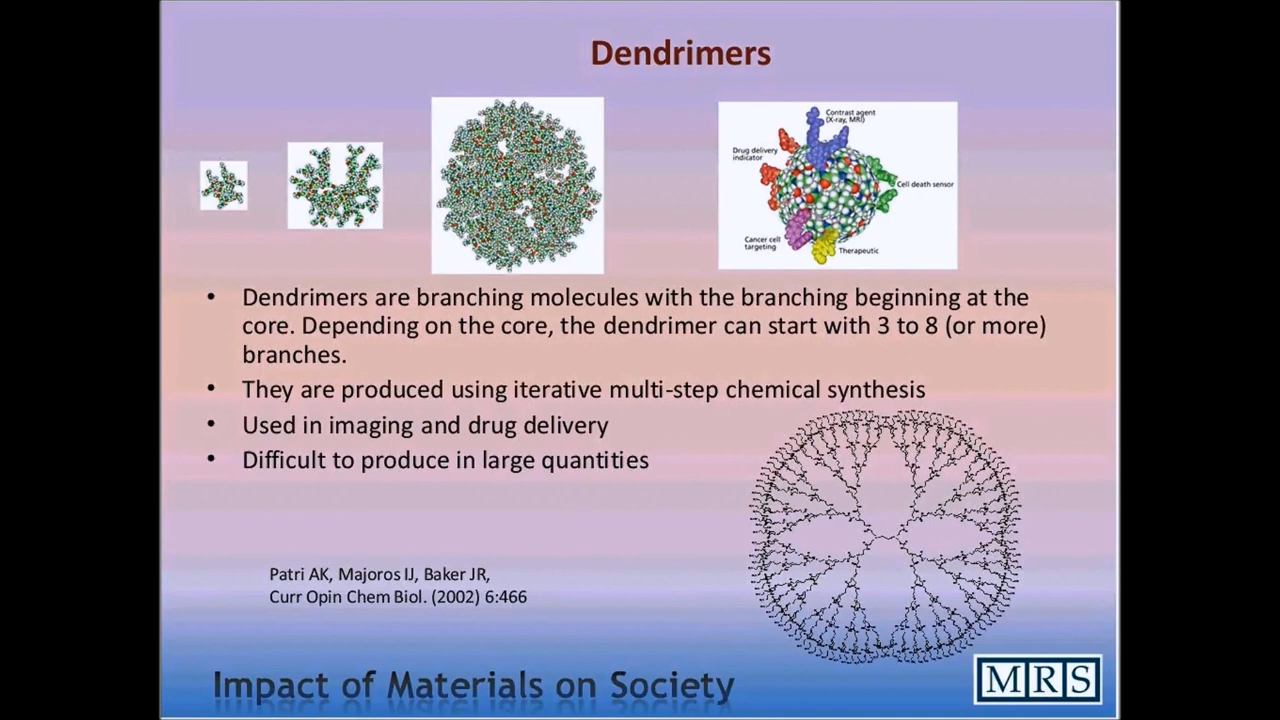 Dendrimers
Contrast agent
(X-ray, MRI)
Drug delivery
indicator
Cell death sensor
Cancer cell
targeting
Therapeutic
• Dendrimers are branching molecules with the branching beginning at the
core. Depending on the core, the dendrimer can start with 3 to 8 (or more)
branches.
• They are produced using iterative multi-step chemical synthesis
• Used in imaging and drug delivery
• Difficult to produce in large quantities
Patri AK, Majoros IJ, Baker JR,
Curr Opin Chem Biol. (2002) 6:466
Impact of Materials on Society
MRS